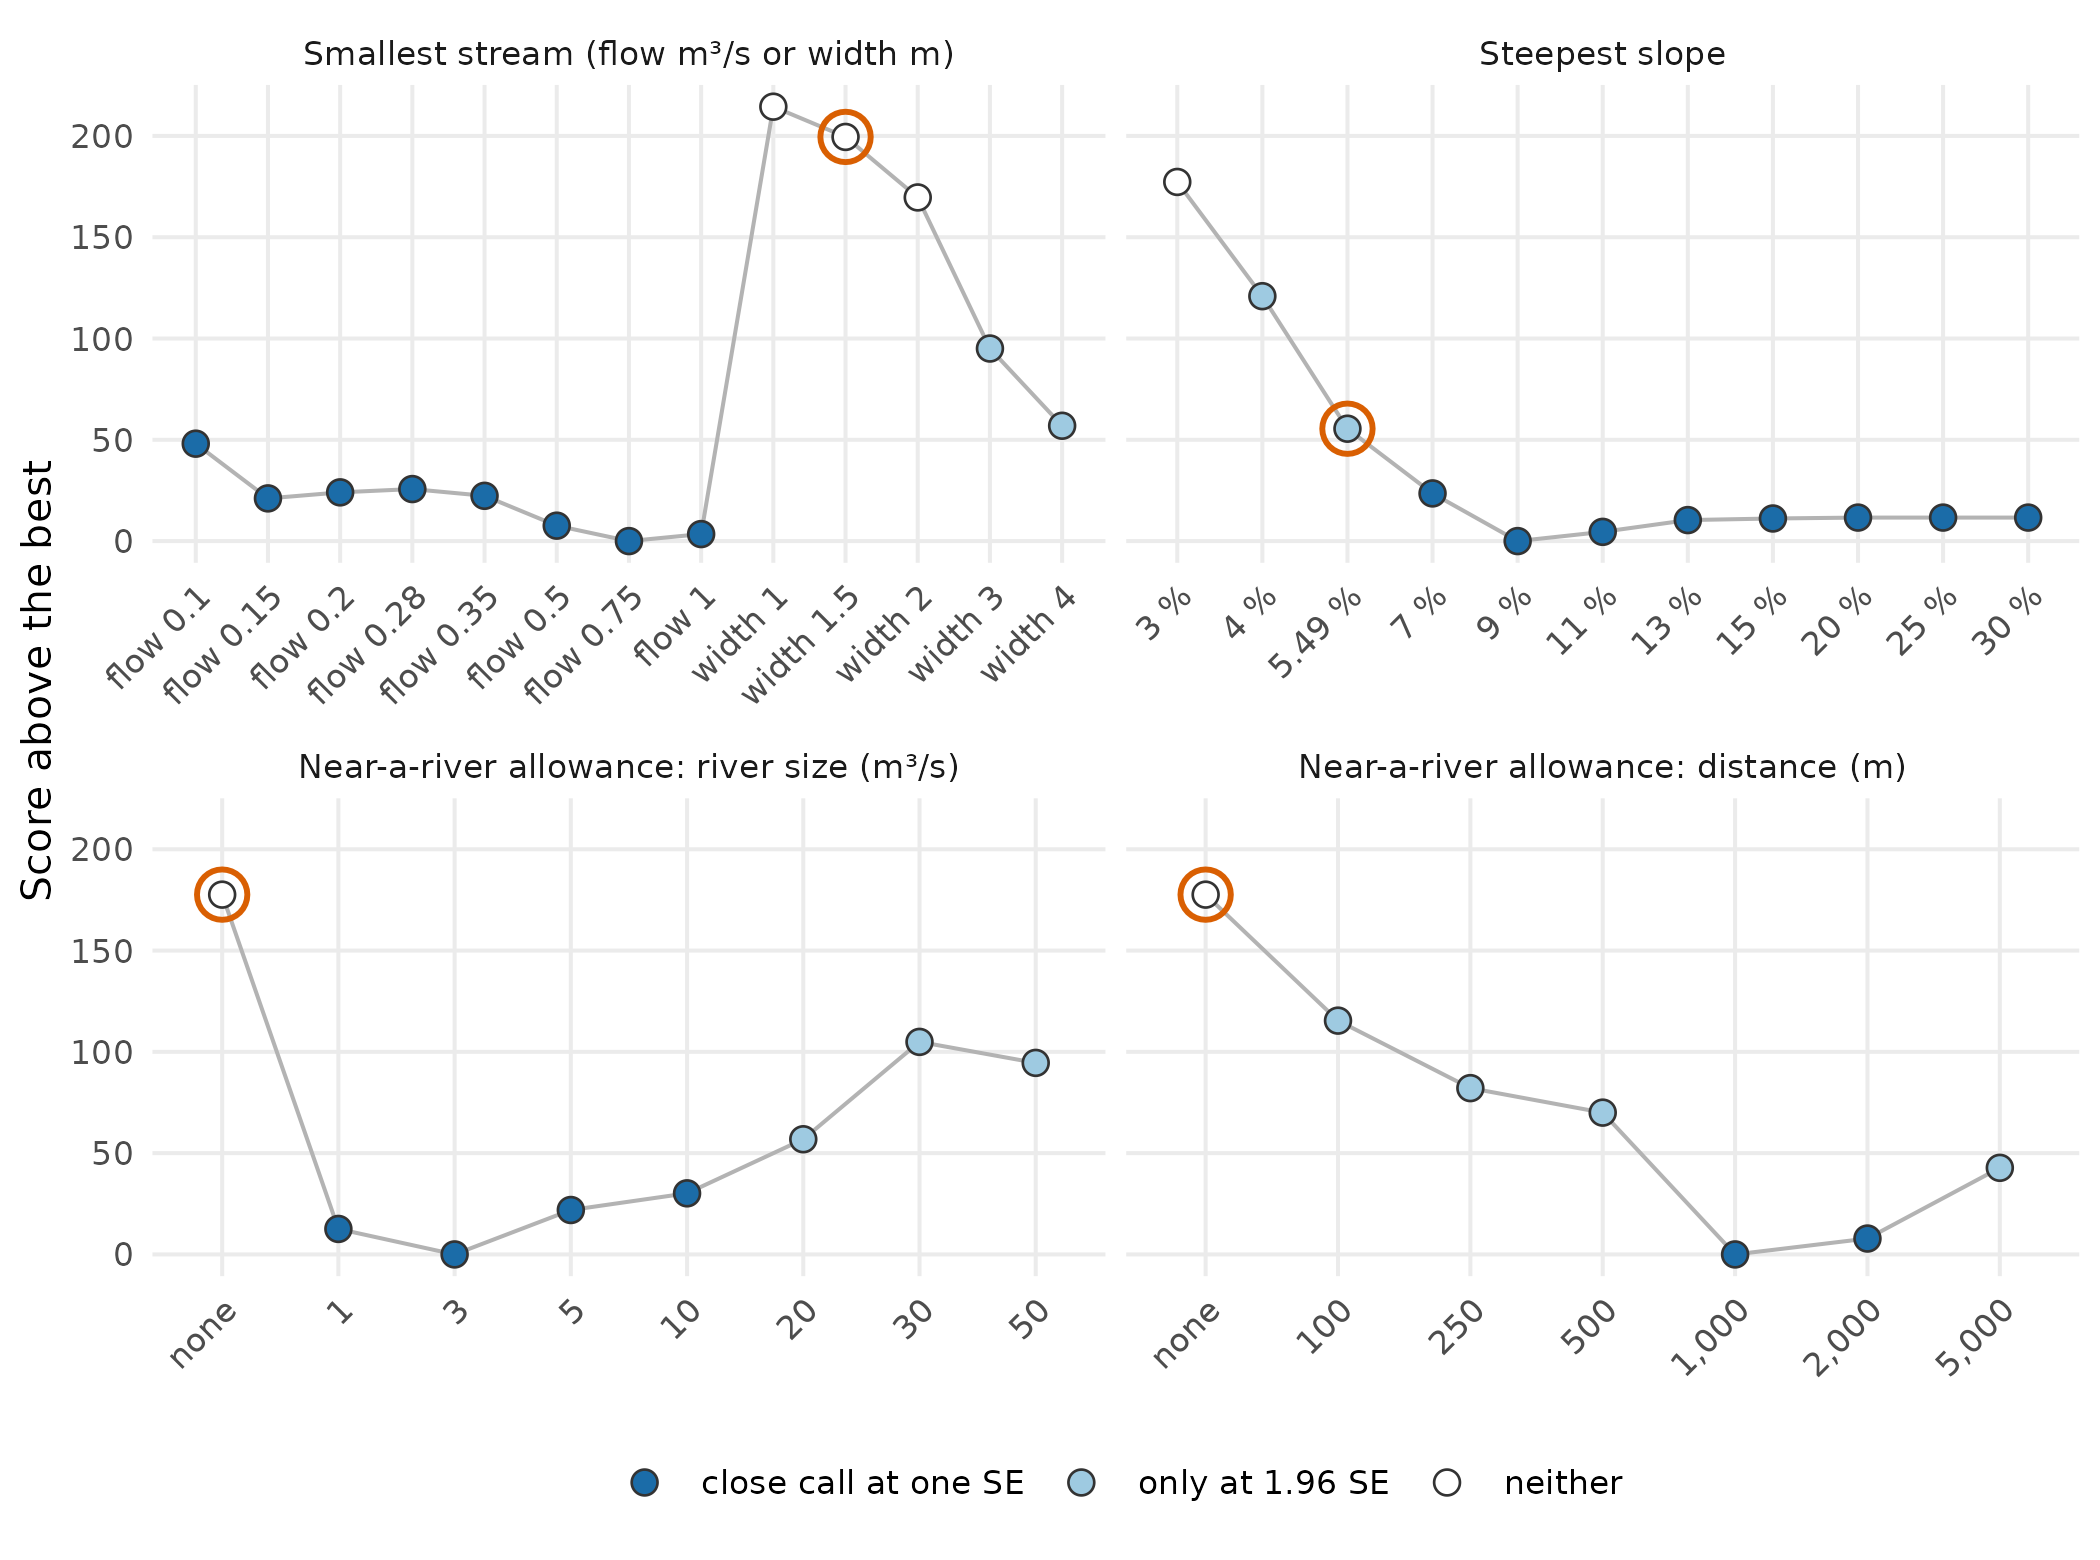 Smallest stream (flow m³/s or width m)
Steepest slope
Score above the best
200
150
100
50
0
flow 0.1
flow 0.15
flow 0.2
flow 0.28
flow 0.35
flow 0.5
flow 0.75
flow 1
width 1
width 1.5
width 2
width 3
width 4
3 %
4 %
5.49 %
7 %
9 %
11 %
13 %
15 %
20 %
25 %
30 %
Near-a-river allowance: river size (m³/s)
Near-a-river allowance: distance (m)
200
150
100
50
0
none
1
3
5
10
20
30
50
none
100
250
500
1,000
2,000
5,000
close call at one SE
only at 1.96 SE
neither